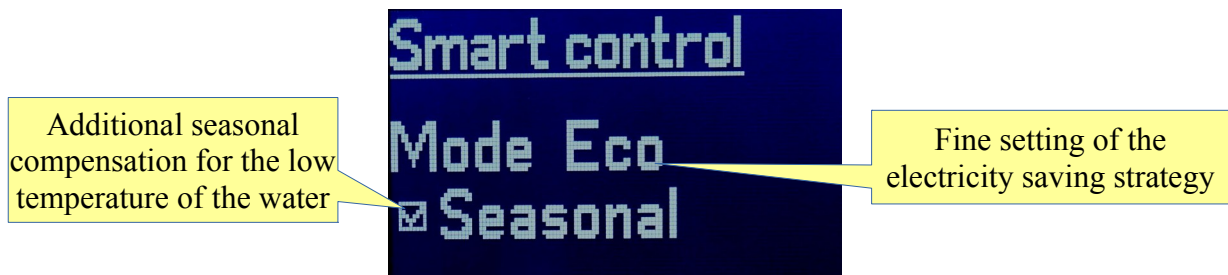 Smart control
Additional seasonal
compensation for the low
temperature of the water
Mode Eco
Seasonal
Fine setting of the
electricity saving strategy